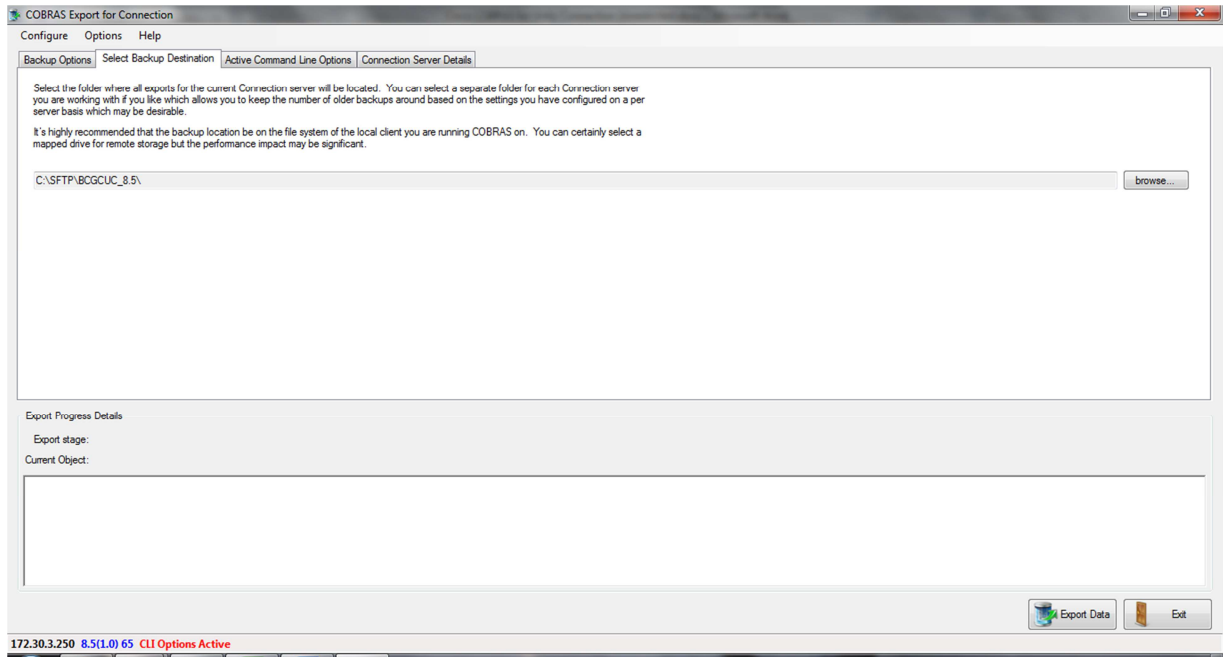 COBRAS Export for Connection
Configure Options Help
Backup Options Select Backup Destination Active Command Line Options Connection Server Details
Select the folder where all exports for the current Connection server will be located. You can select a separate folder for each Connection server
you are working with if you like which allows you to keep the number of older backups around based on the settings you have configured on a per
server basis which may be desirable.
It's highly recommended that the backup location be on the file system of the local client you are running COBRAS on. You can certainly select a
mapped drive for remote storage but the performance impact may be significant.
C:\SFTP\BCGCUC_8.5\ browse...
Export Progress Details
Export stage:
Current Object:
Export Data Exit
172.30.3.250 8.5(1.0) 65 CLI Options Active